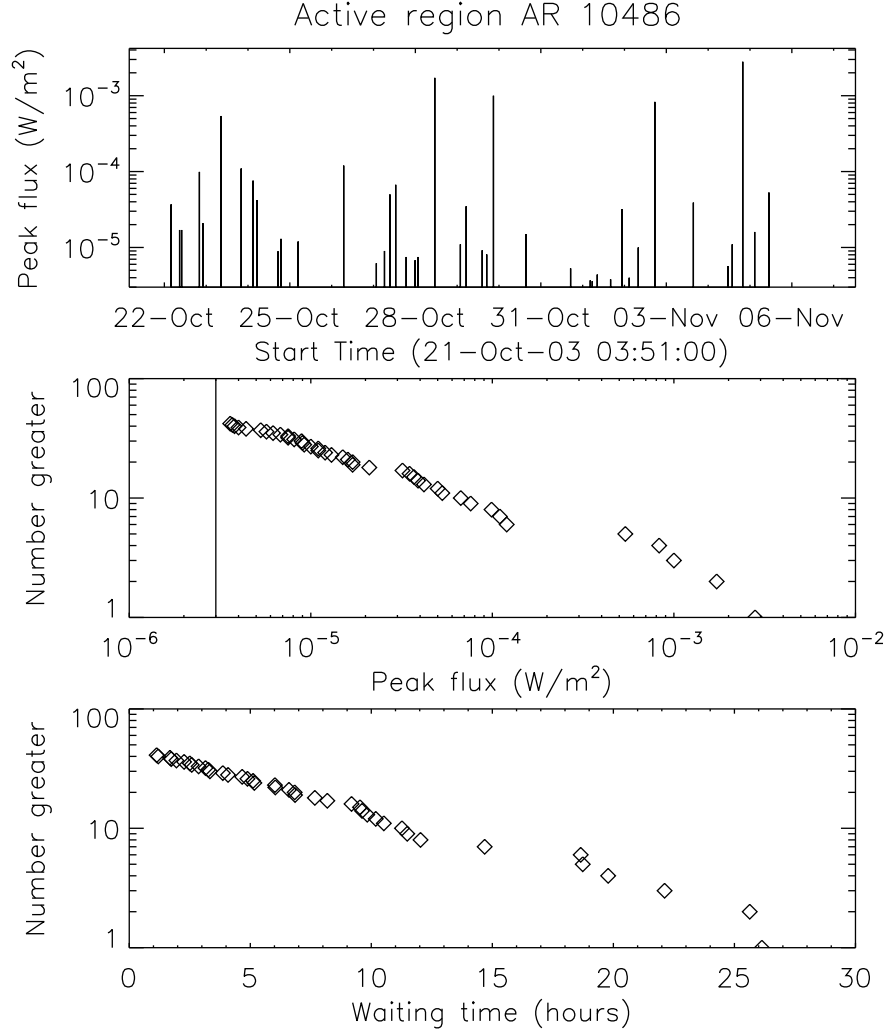 Active region AR 10486
Peak flux (W/m²)
10⁻³
10⁻⁴
10⁻⁵
22-Oct 25-Oct 28-Oct 31-Oct 03-Nov 06-Nov
Start Time (21-Oct-03 03:51:00)
Number greater
100
10
1
10⁻⁶ 10⁻⁵ 10⁻⁴ 10⁻³ 10⁻²
Peak flux (W/m²)
Number greater
100
10
1
0 5 10 15 20 25 30
Waiting time (hours)